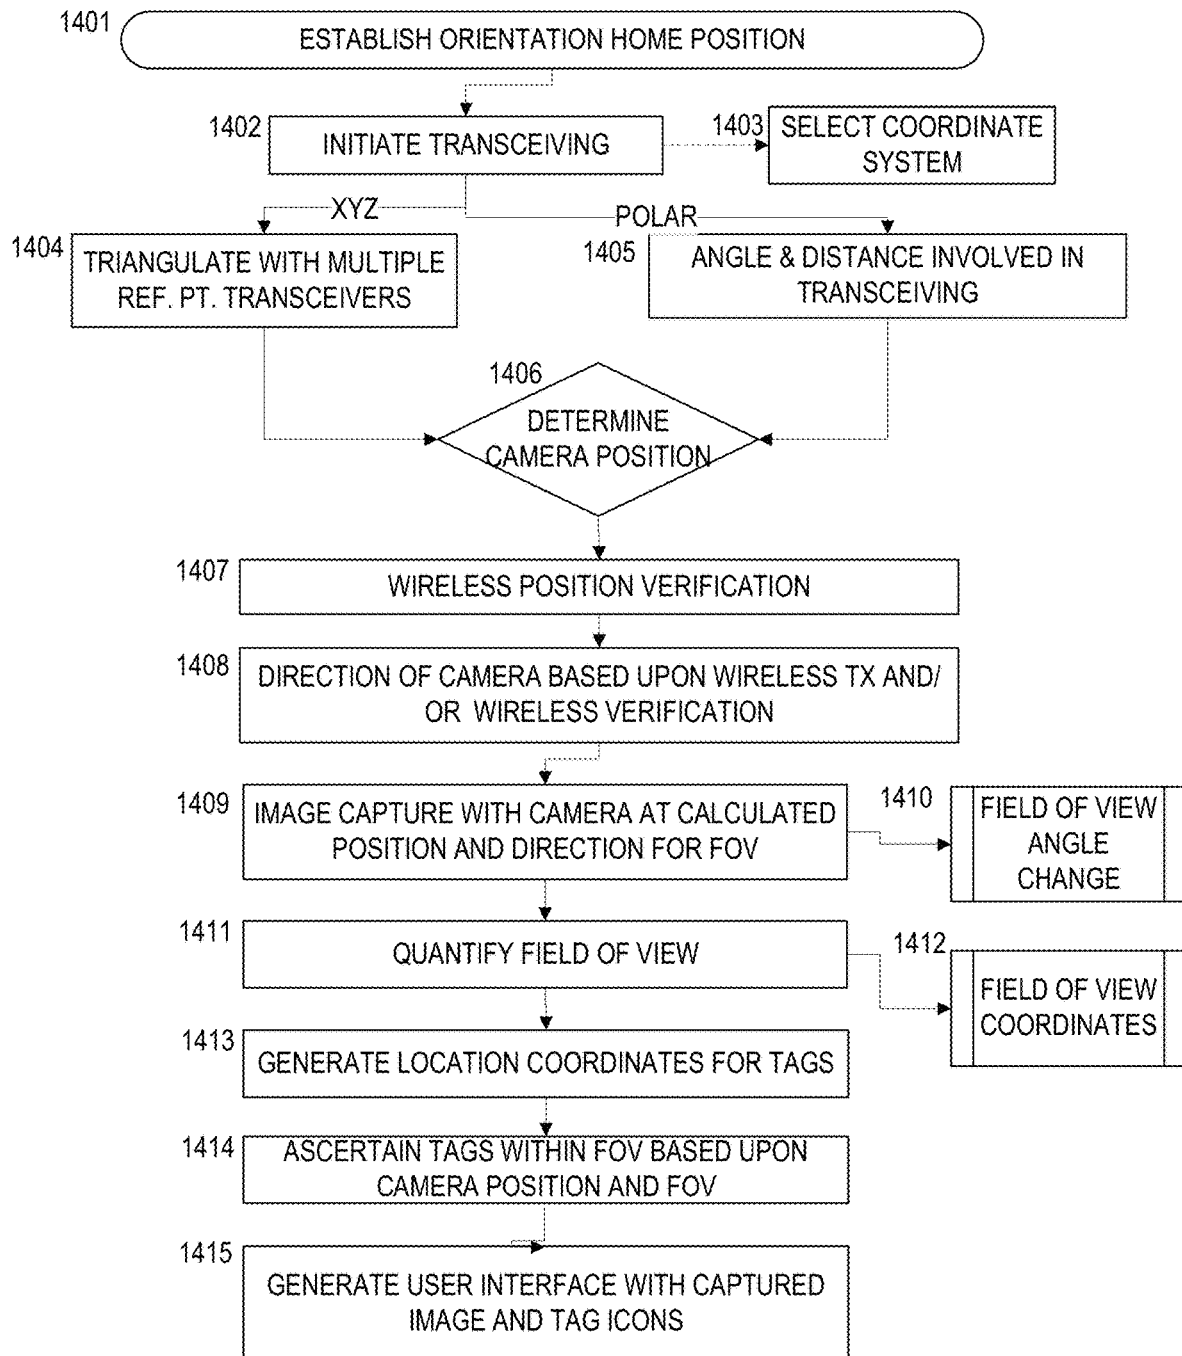 1401
ESTABLISH ORIENTATION HOME POSITION
1402
INITIATE TRANSCEIVING
1403
SELECT COORDINATE
SYSTEM
XYZ
POLAR
1404
TRIANGULATE WITH MULTIPLE
REF. PT. TRANSCEIVERS
1405
ANGLE & DISTANCE INVOLVED IN
TRANSCEIVING
1406
DETERMINE
CAMERA POSITION
1407
WIRELESS POSITION VERIFICATION
1408
DIRECTION OF CAMERA BASED UPON WIRELESS TX AND/
OR WIRELESS VERIFICATION
1409
IMAGE CAPTURE WITH CAMERA AT CALCULATED
POSITION AND DIRECTION FOR FOV
1410
FIELD OF VIEW
ANGLE
CHANGE
1411
QUANTIFY FIELD OF VIEW
1412
FIELD OF VIEW
COORDINATES
1413
GENERATE LOCATION COORDINATES FOR TAGS
1414
ASCERTAIN TAGS WITHIN FOV BASED UPON
CAMERA POSITION AND FOV
1415
GENERATE USER INTERFACE WITH CAPTURED
IMAGE AND TAG ICONS